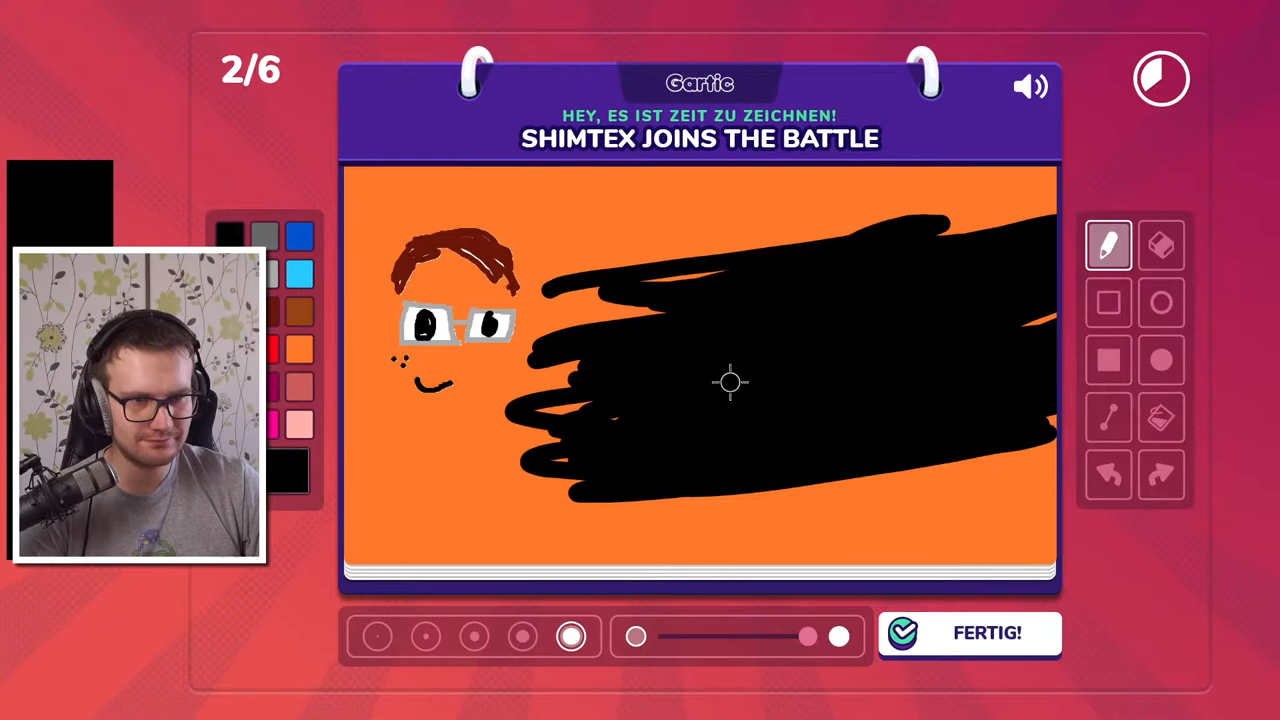 2/6
Gartic
HEY, ES IST ZEIT ZU ZEICHNEN!
SHIMTEX JOINS THE BATTLE
FERTIG!